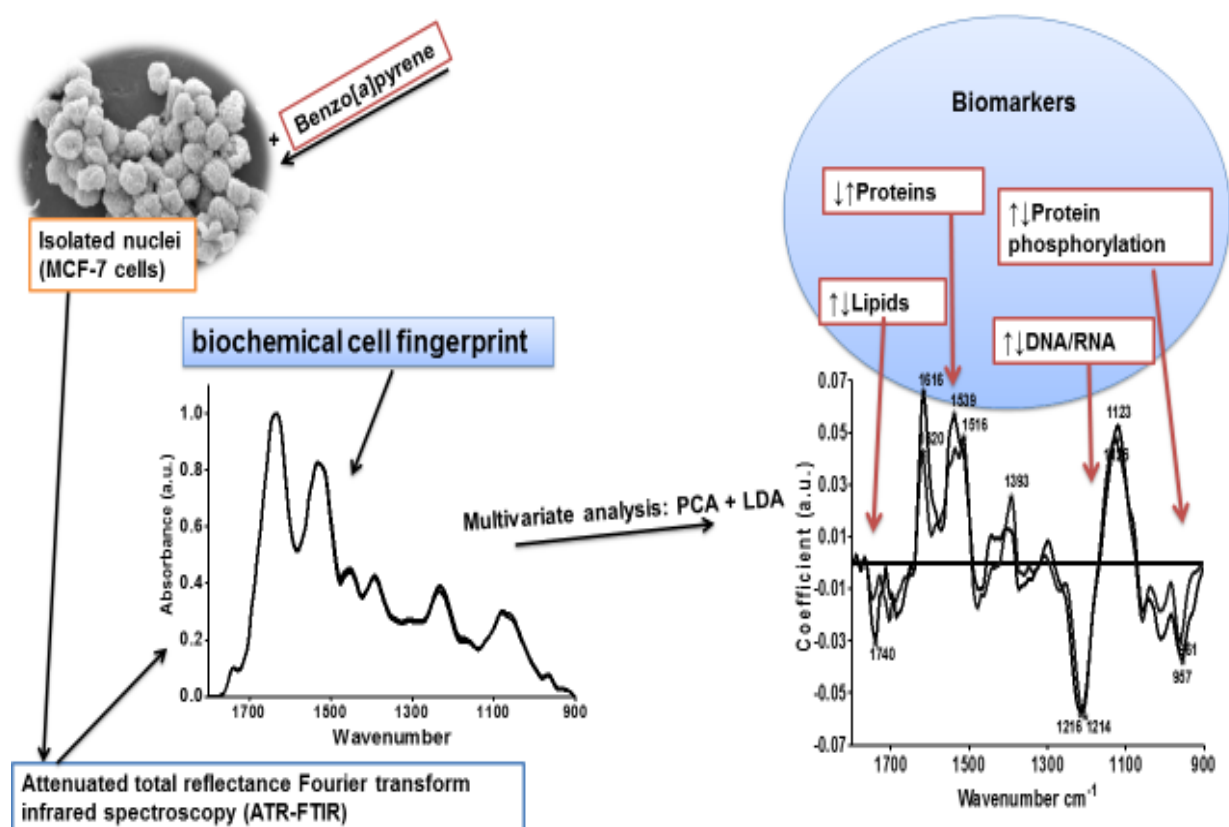 + Benzo[a]pyrene
Isolated nuclei
(MCF-7 cells)
biochemical cell fingerprint
Absorbance (a.u.)
1.0
0.8
0.6
0.4
0.2
0.0
1700 1500 1300 1100 900
Wavenumber
Attenuated total reflectance Fourier transform
infrared spectroscopy (ATR-FTIR)
Multivariate analysis: PCA + LDA
Biomarkers
↓↑Proteins
↑↓Protein
phosphorylation
↑↓Lipids
↑↓DNA/RNA
Coefficient (a.u.)
0.07
0.05
0.03
0.01
-0.01
-0.03
-0.05
-0.07
1616
1539
1516
1393
1123
1740
957
1216 1214
1700 1500 1300 1100 900
Wavenumber cm⁻¹